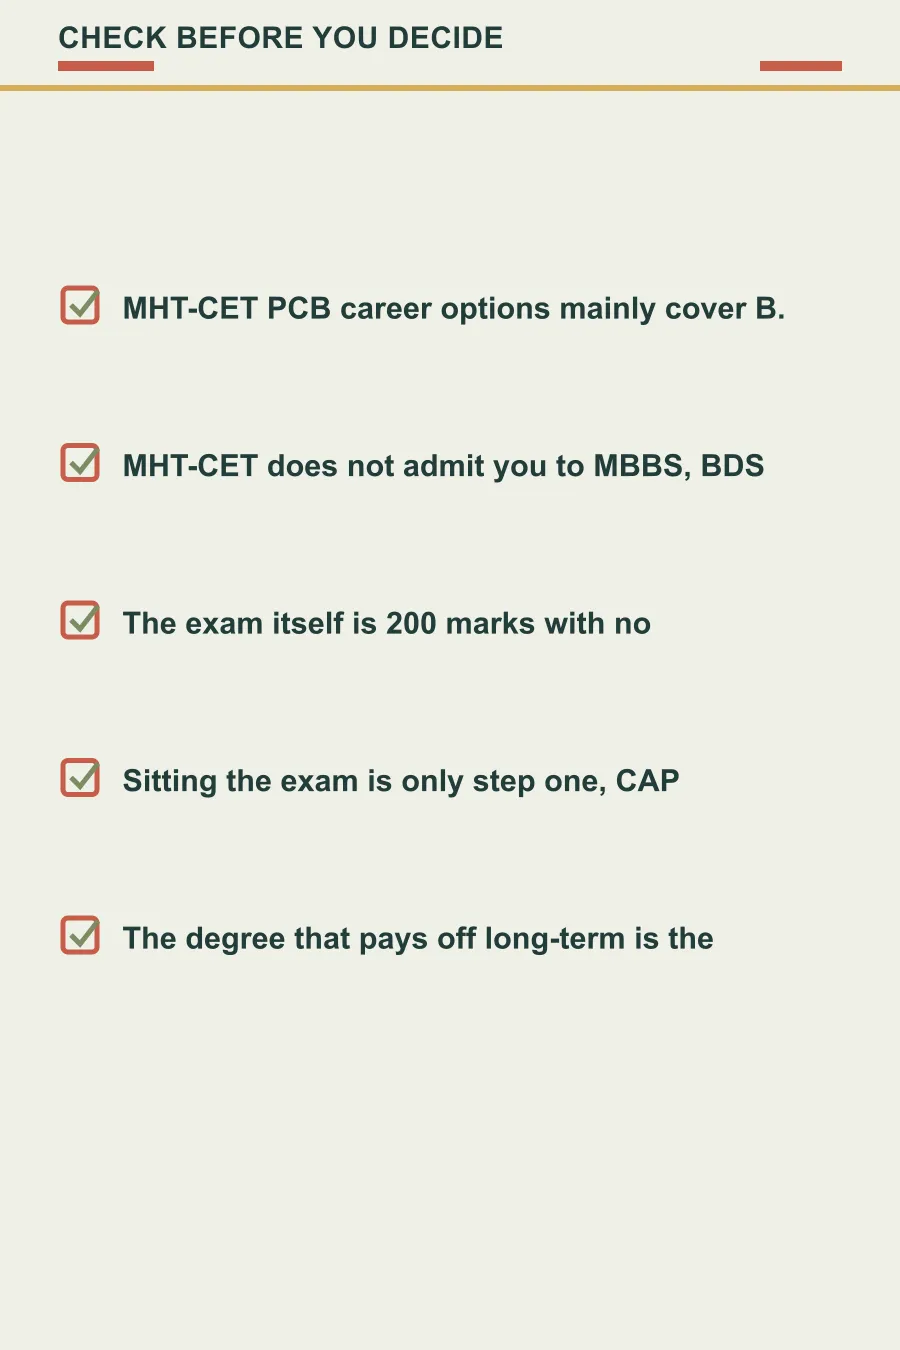 CHECK BEFORE YOU DECIDE
MHT-CET PCB career options mainly cover B.
MHT-CET does not admit you to MBBS, BDS
The exam itself is 200 marks with no
Sitting the exam is only step one, CAP
The degree that pays off long-term is the